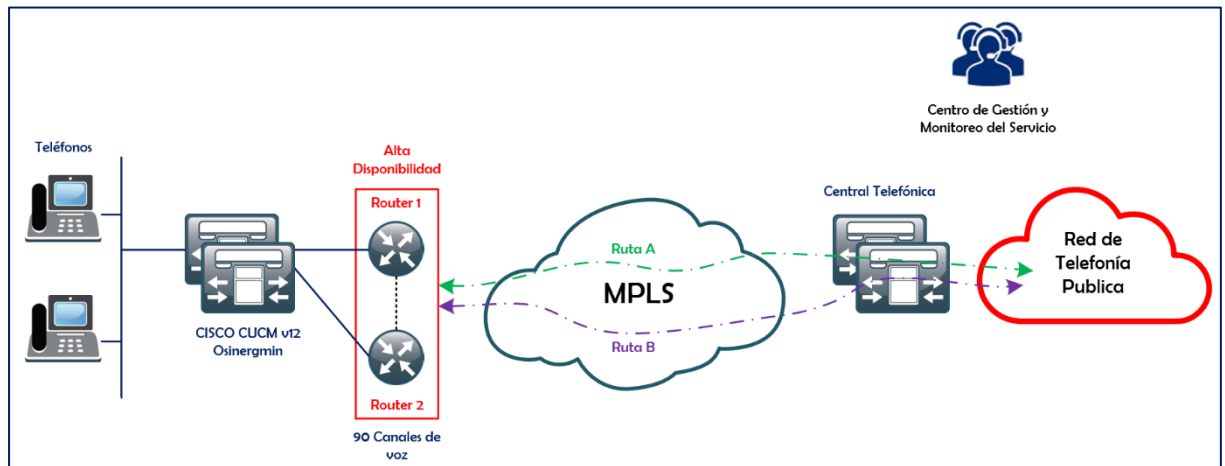 Centro de Gestión y
Monitoreo del Servicio
Teléfonos
Alta
Disponibilidad
Router 1
Central Telefónica
Ruta A
Red de
Telefonía
Publica
MPLS
CISCO CUCM v12
Osinergmin
Ruta B
Router 2
90 Canales de
voz